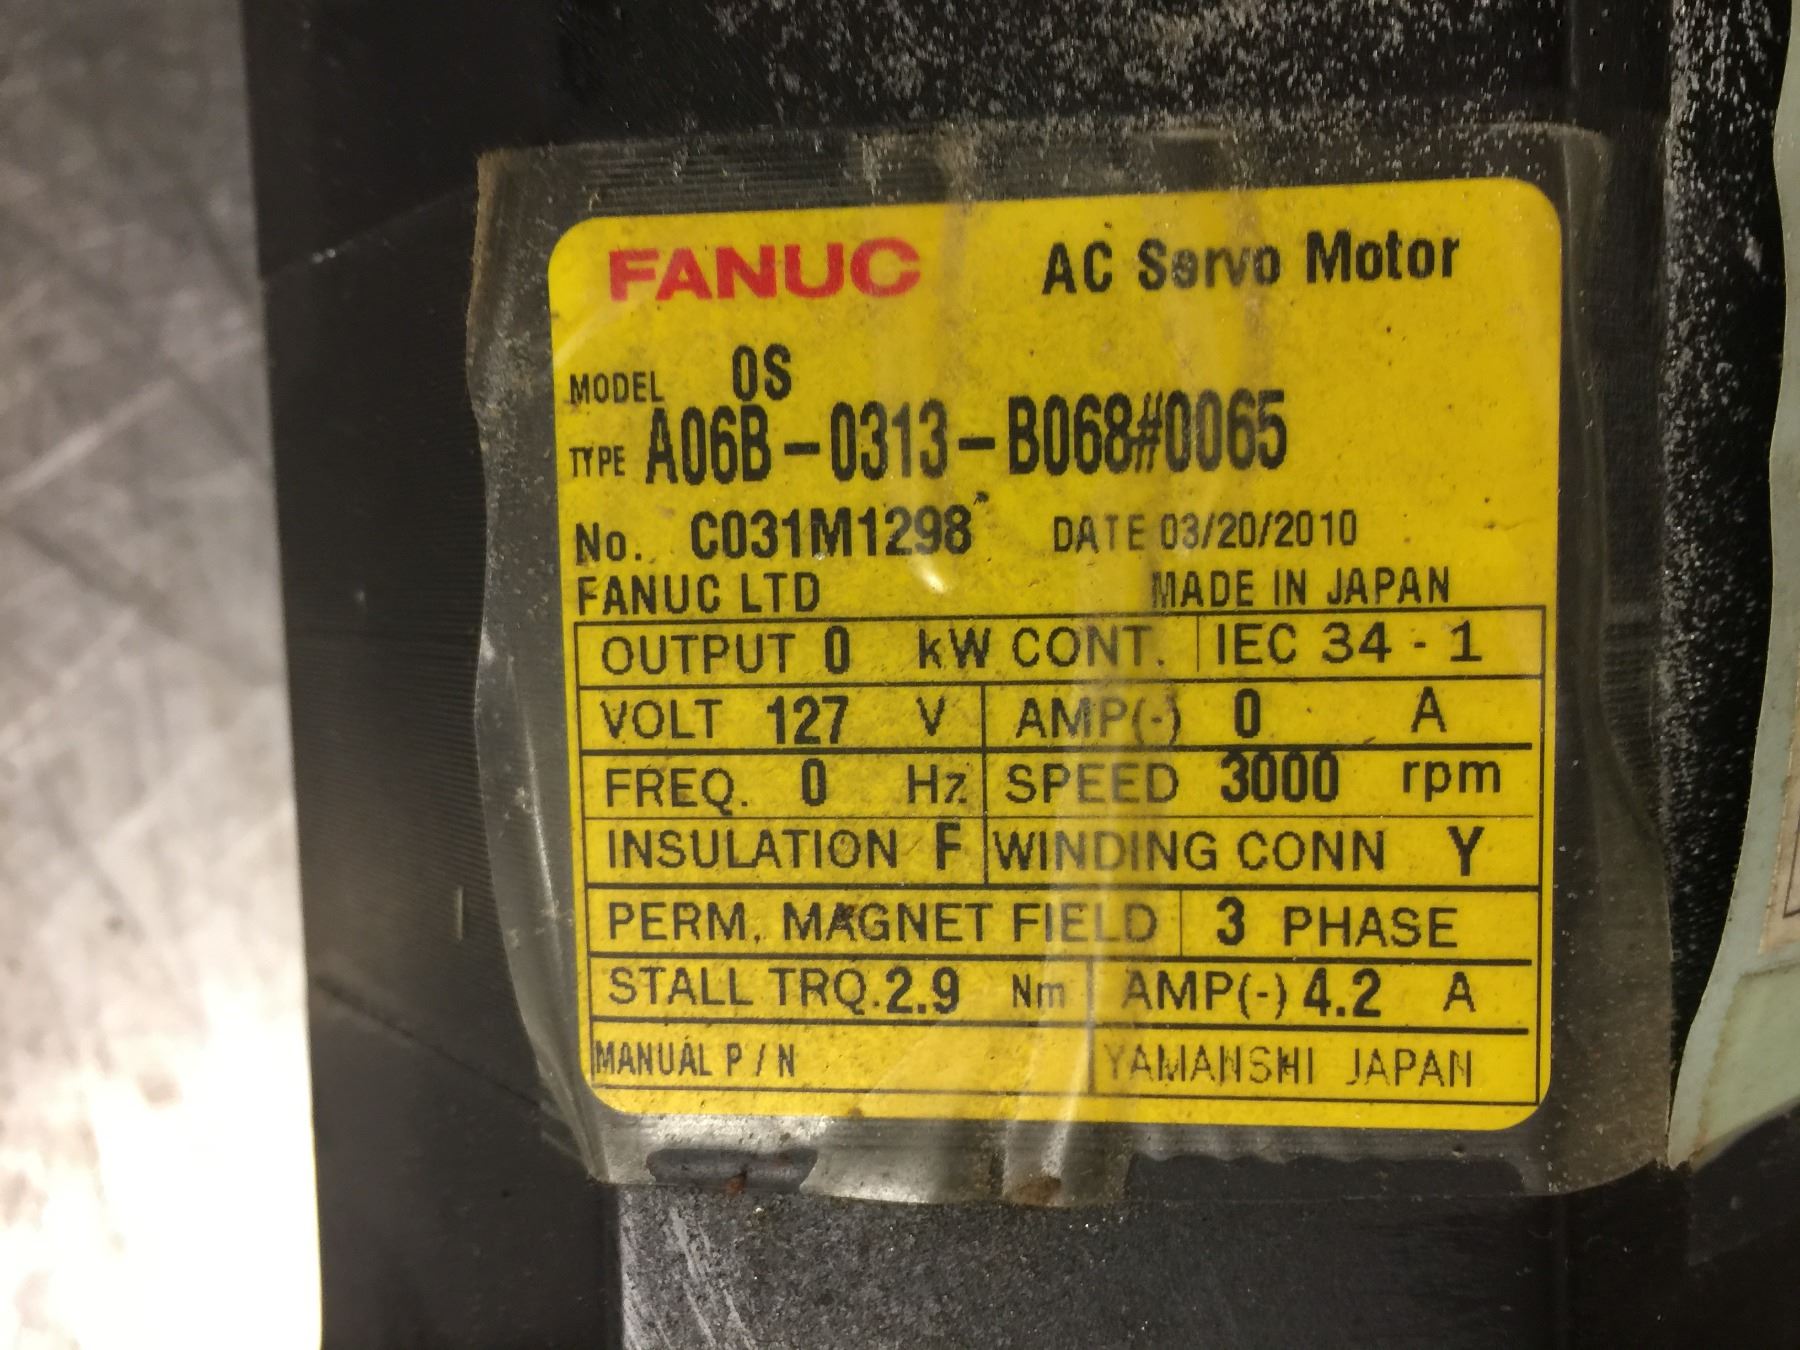 FANUC AC Servo Motor
MODEL 0S
TYPE A06B-0313-B068#0065
No. C031M1298 DATE 03/20/2010
FANUC LTD MADE IN JAPAN
OUTPUT 0 kW CONT. IEC 34-1
VOLT 127 V AMP(-) 0 A
FREQ. 0 Hz SPEED 3000 rpm
INSULATION F WINDING CONN Y
PERM. MAGNET FIELD 3 PHASE
STALL TRQ. 2.9 Nm AMP(-) 4.2 A
MANUAL P/N YAMANSHI JAPAN